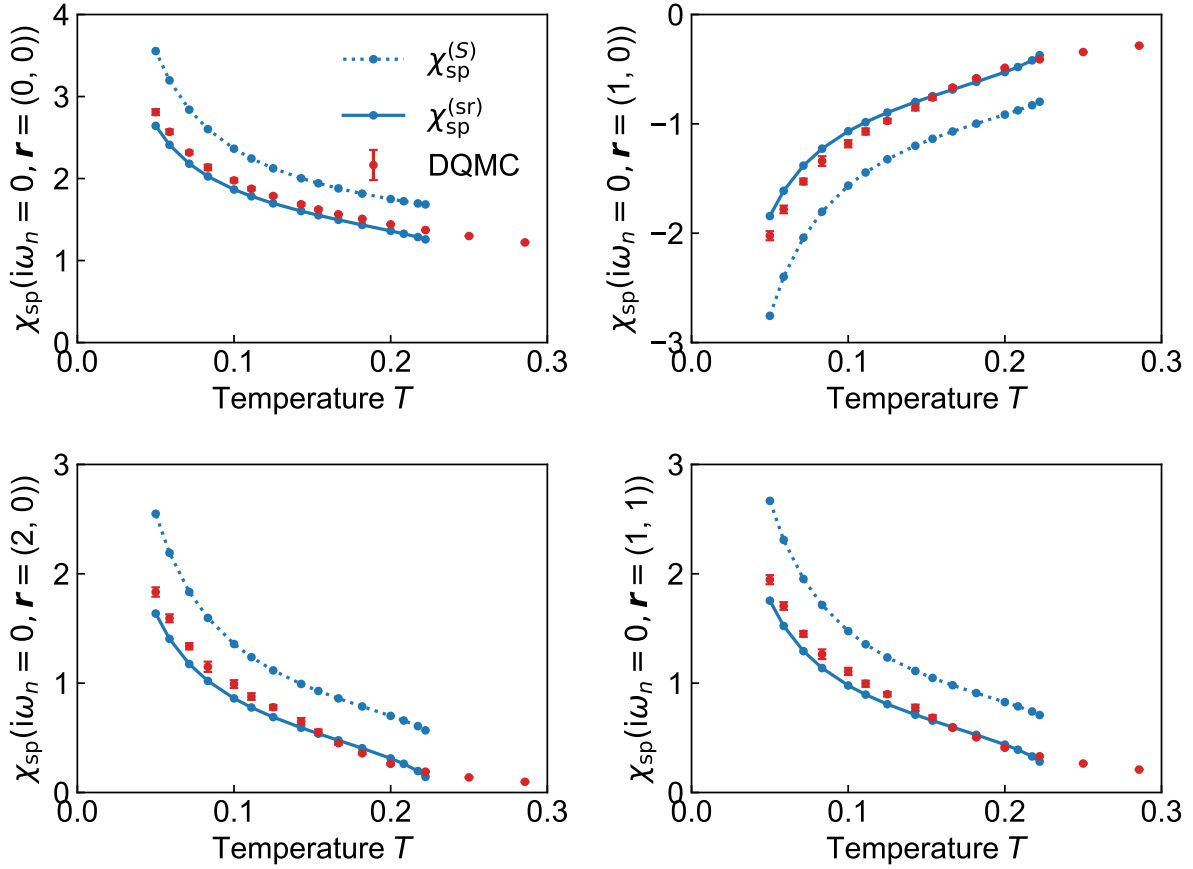 χsp(iωn = 0, r = (0, 0))
4
3
2
1
0
χsp(S)
χsp(sr)
DQMC
0.0 0.1 0.2 0.3
Temperature T
χsp(iωn = 0, r = (1, 0))
0
−1
−2
−3
0.0 0.1 0.2 0.3
Temperature T
χsp(iωn = 0, r = (2, 0))
3
2
1
0
0.0 0.1 0.2 0.3
Temperature T
χsp(iωn = 0, r = (1, 1))
3
2
1
0
0.0 0.1 0.2 0.3
Temperature T